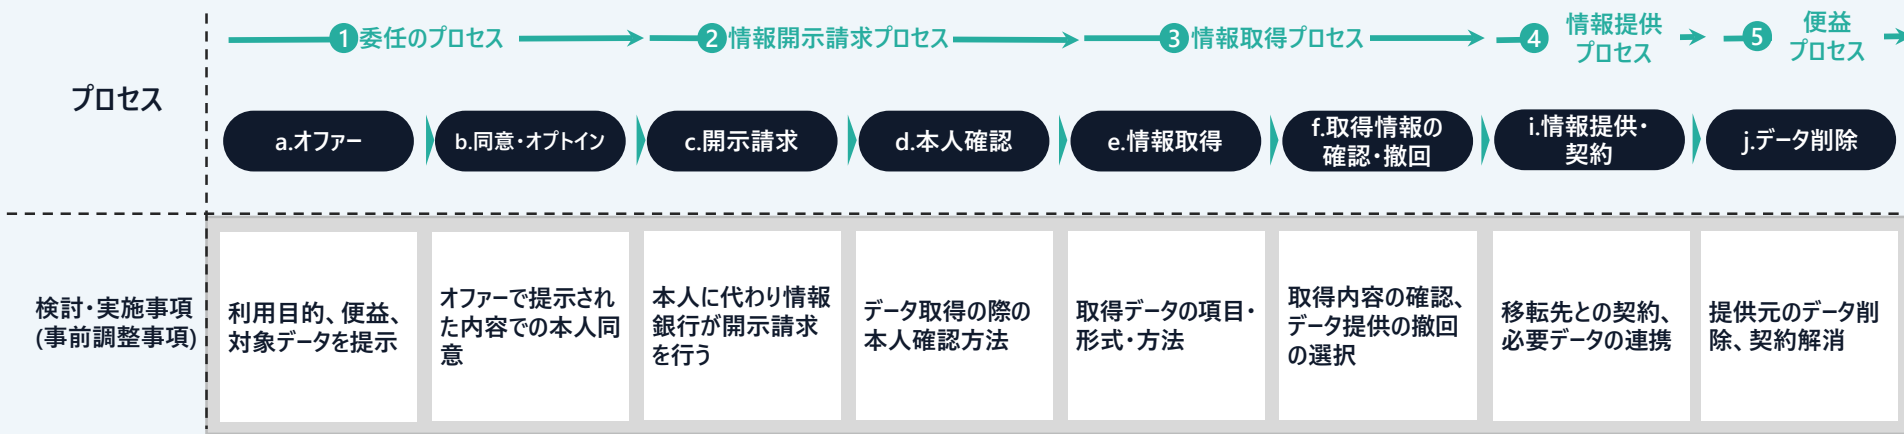 プロセス
1 委任のプロセス
2 情報開示請求プロセス
3 情報取得プロセス
4 情報提供
プロセス
5 便益
プロセス
a.オファー
b.同意・オプトイン
c.開示請求
d.本人確認
e.情報取得
f.取得情報の
確認・撤回
i.情報提供・
契約
j.データ削除
検討・実施事項
(事前調整事項)
利用目的、便益、
対象データを提示
オファーで提示され
た内容での本人同
意
本人に代わり情報
銀行が開示請求
を行う
データ取得の際の
本人確認方法
取得データの項目・
形式・方法
取得内容の確認、
データ提供の撤回
の選択
移転先との契約、
必要データの連携
提供元のデータ削
除、契約解消